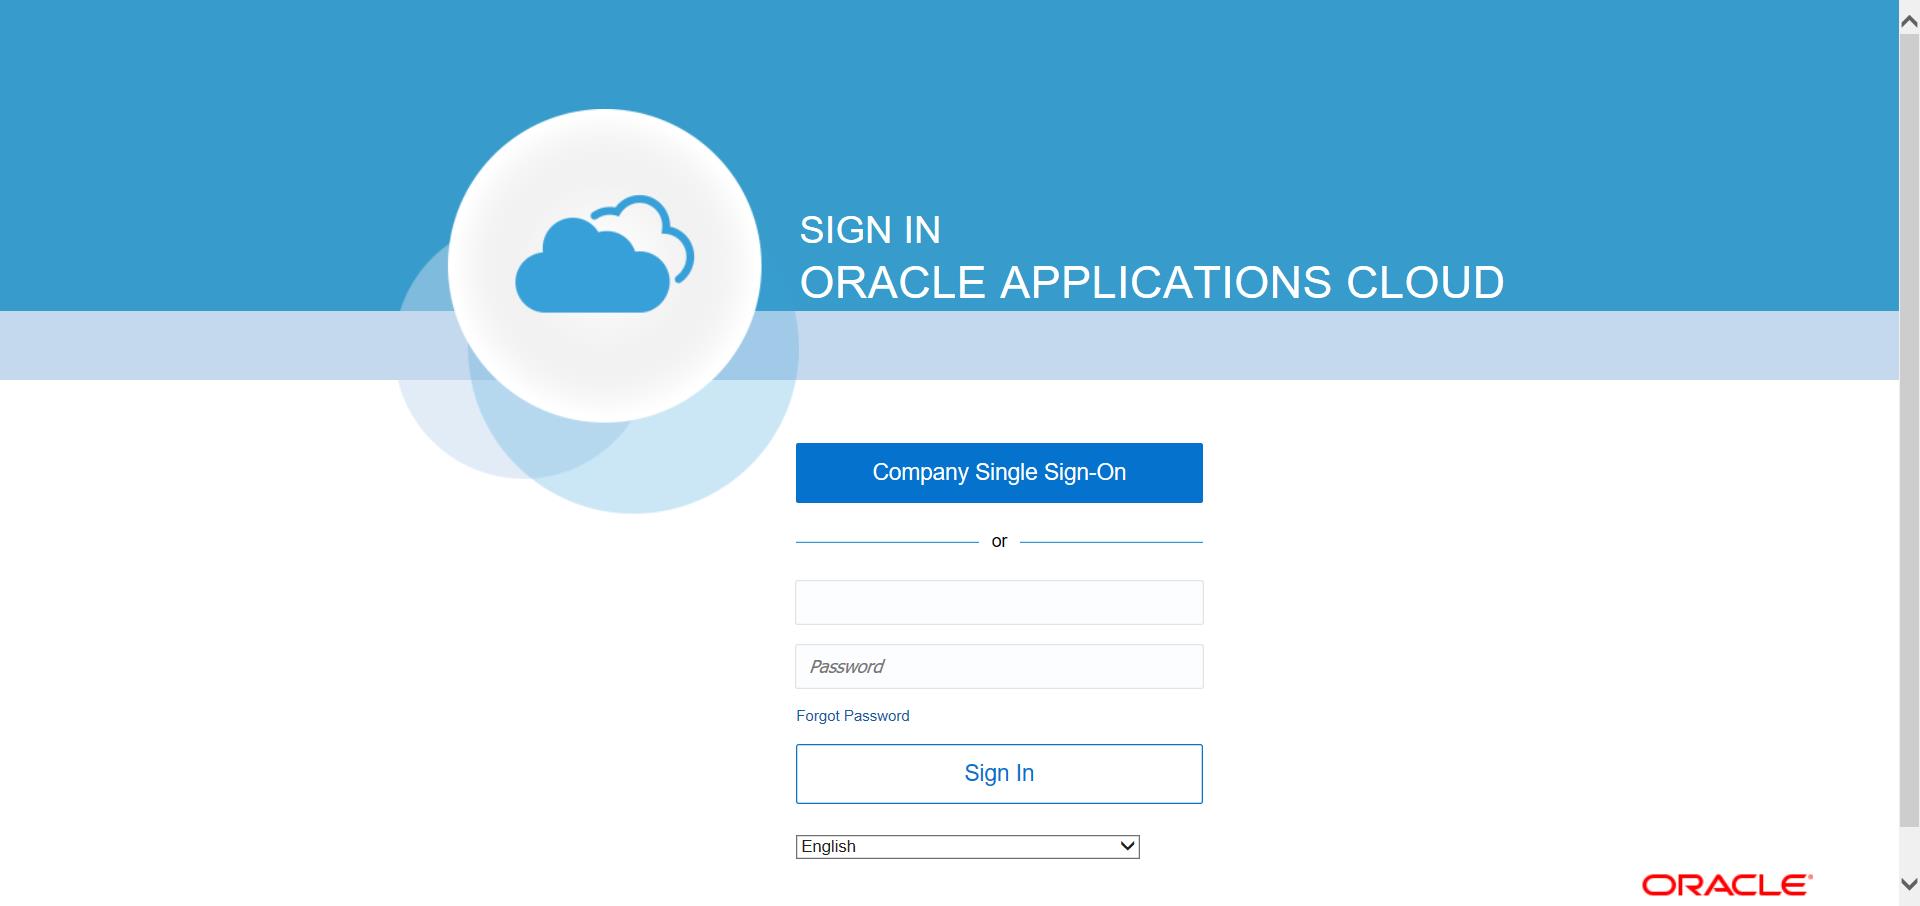 SIGN IN
ORACLE APPLICATIONS CLOUD
Company Single Sign-On
or
Password
Forgot Password
Sign In
English
ORACLE®